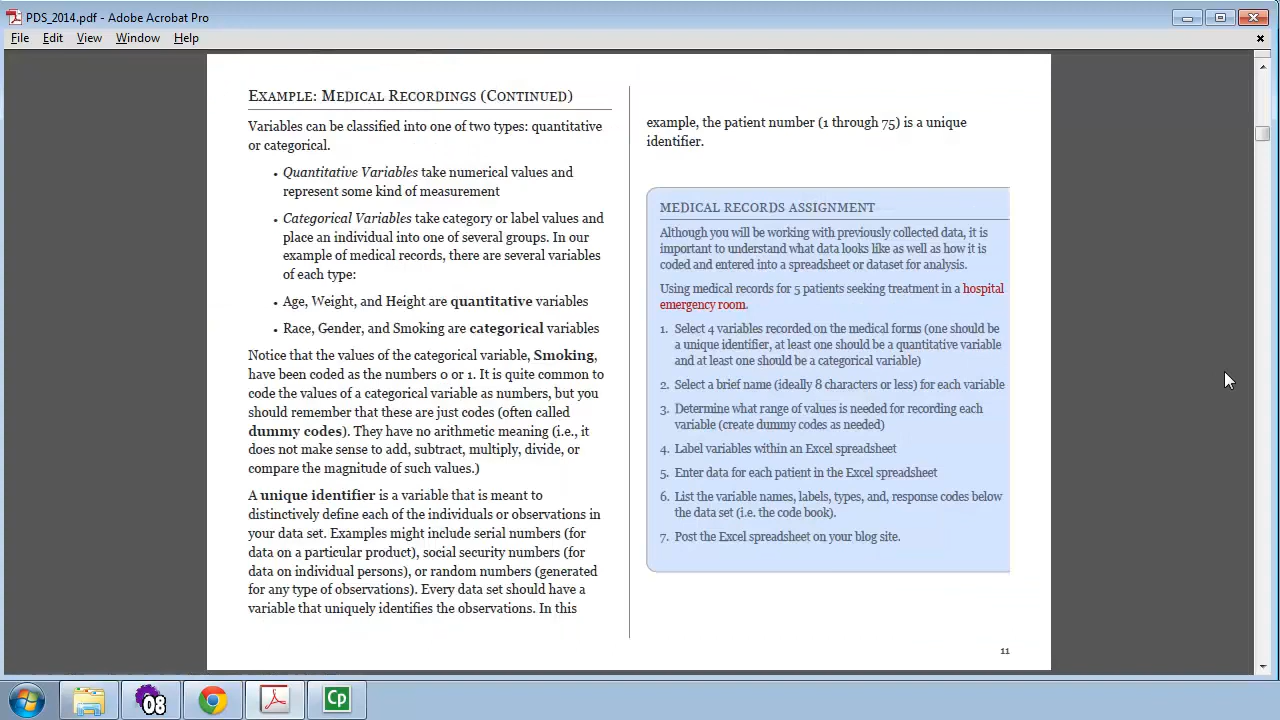 PDS_2014.pdf - Adobe Acrobat Pro
File Edit View Window Help
EXAMPLE: MEDICAL RECORDINGS (CONTINUED)
Variables can be classified into one of two types: quantitative
or categorical.
• Quantitative Variables take numerical values and
represent some kind of measurement
• Categorical Variables take category or label values and
place an individual into one of several groups. In our
example of medical records, there are several variables
of each type:
• Age, Weight, and Height are quantitative variables
• Race, Gender, and Smoking are categorical variables
Notice that the values of the categorical variable, Smoking,
have been coded as the numbers 0 or 1. It is quite common to
code the values of a categorical variable as numbers, but you
should remember that these are just codes (often called
dummy codes). They have no arithmetic meaning (i.e., it
does not make sense to add, subtract, multiply, divide, or
compare the magnitude of such values.)
A unique identifier is a variable that is meant to
distinctively define each of the individuals or observations in
your data set. Examples might include serial numbers (for
data on a particular product), social security numbers (for
data on individual persons), or random numbers (generated
for any type of observations). Every data set should have a
variable that uniquely identifies the observations. In this
example, the patient number (1 through 75) is a unique
identifier.
MEDICAL RECORDS ASSIGNMENT
Although you will be working with previously collected data, it is
important to understand what data looks like as well as how it is
coded and entered into a spreadsheet or dataset for analysis.
Using medical records for 5 patients seeking treatment in a hospital
emergency room.
1. Select 4 variables recorded on the medical forms (one should be
a unique identifier, at least one should be a quantitative variable
and at least one should be a categorical variable)
2. Select a brief name (ideally 8 characters or less) for each variable
3. Determine what range of values is needed for recording each
variable (create dummy codes as needed)
4. Label variables within an Excel spreadsheet
5. Enter data for each patient in the Excel spreadsheet
6. List the variable names, labels, types, and, response codes below
the data set (i.e. the code book).
7. Post the Excel spreadsheet on your blog site.
11
08
Cp